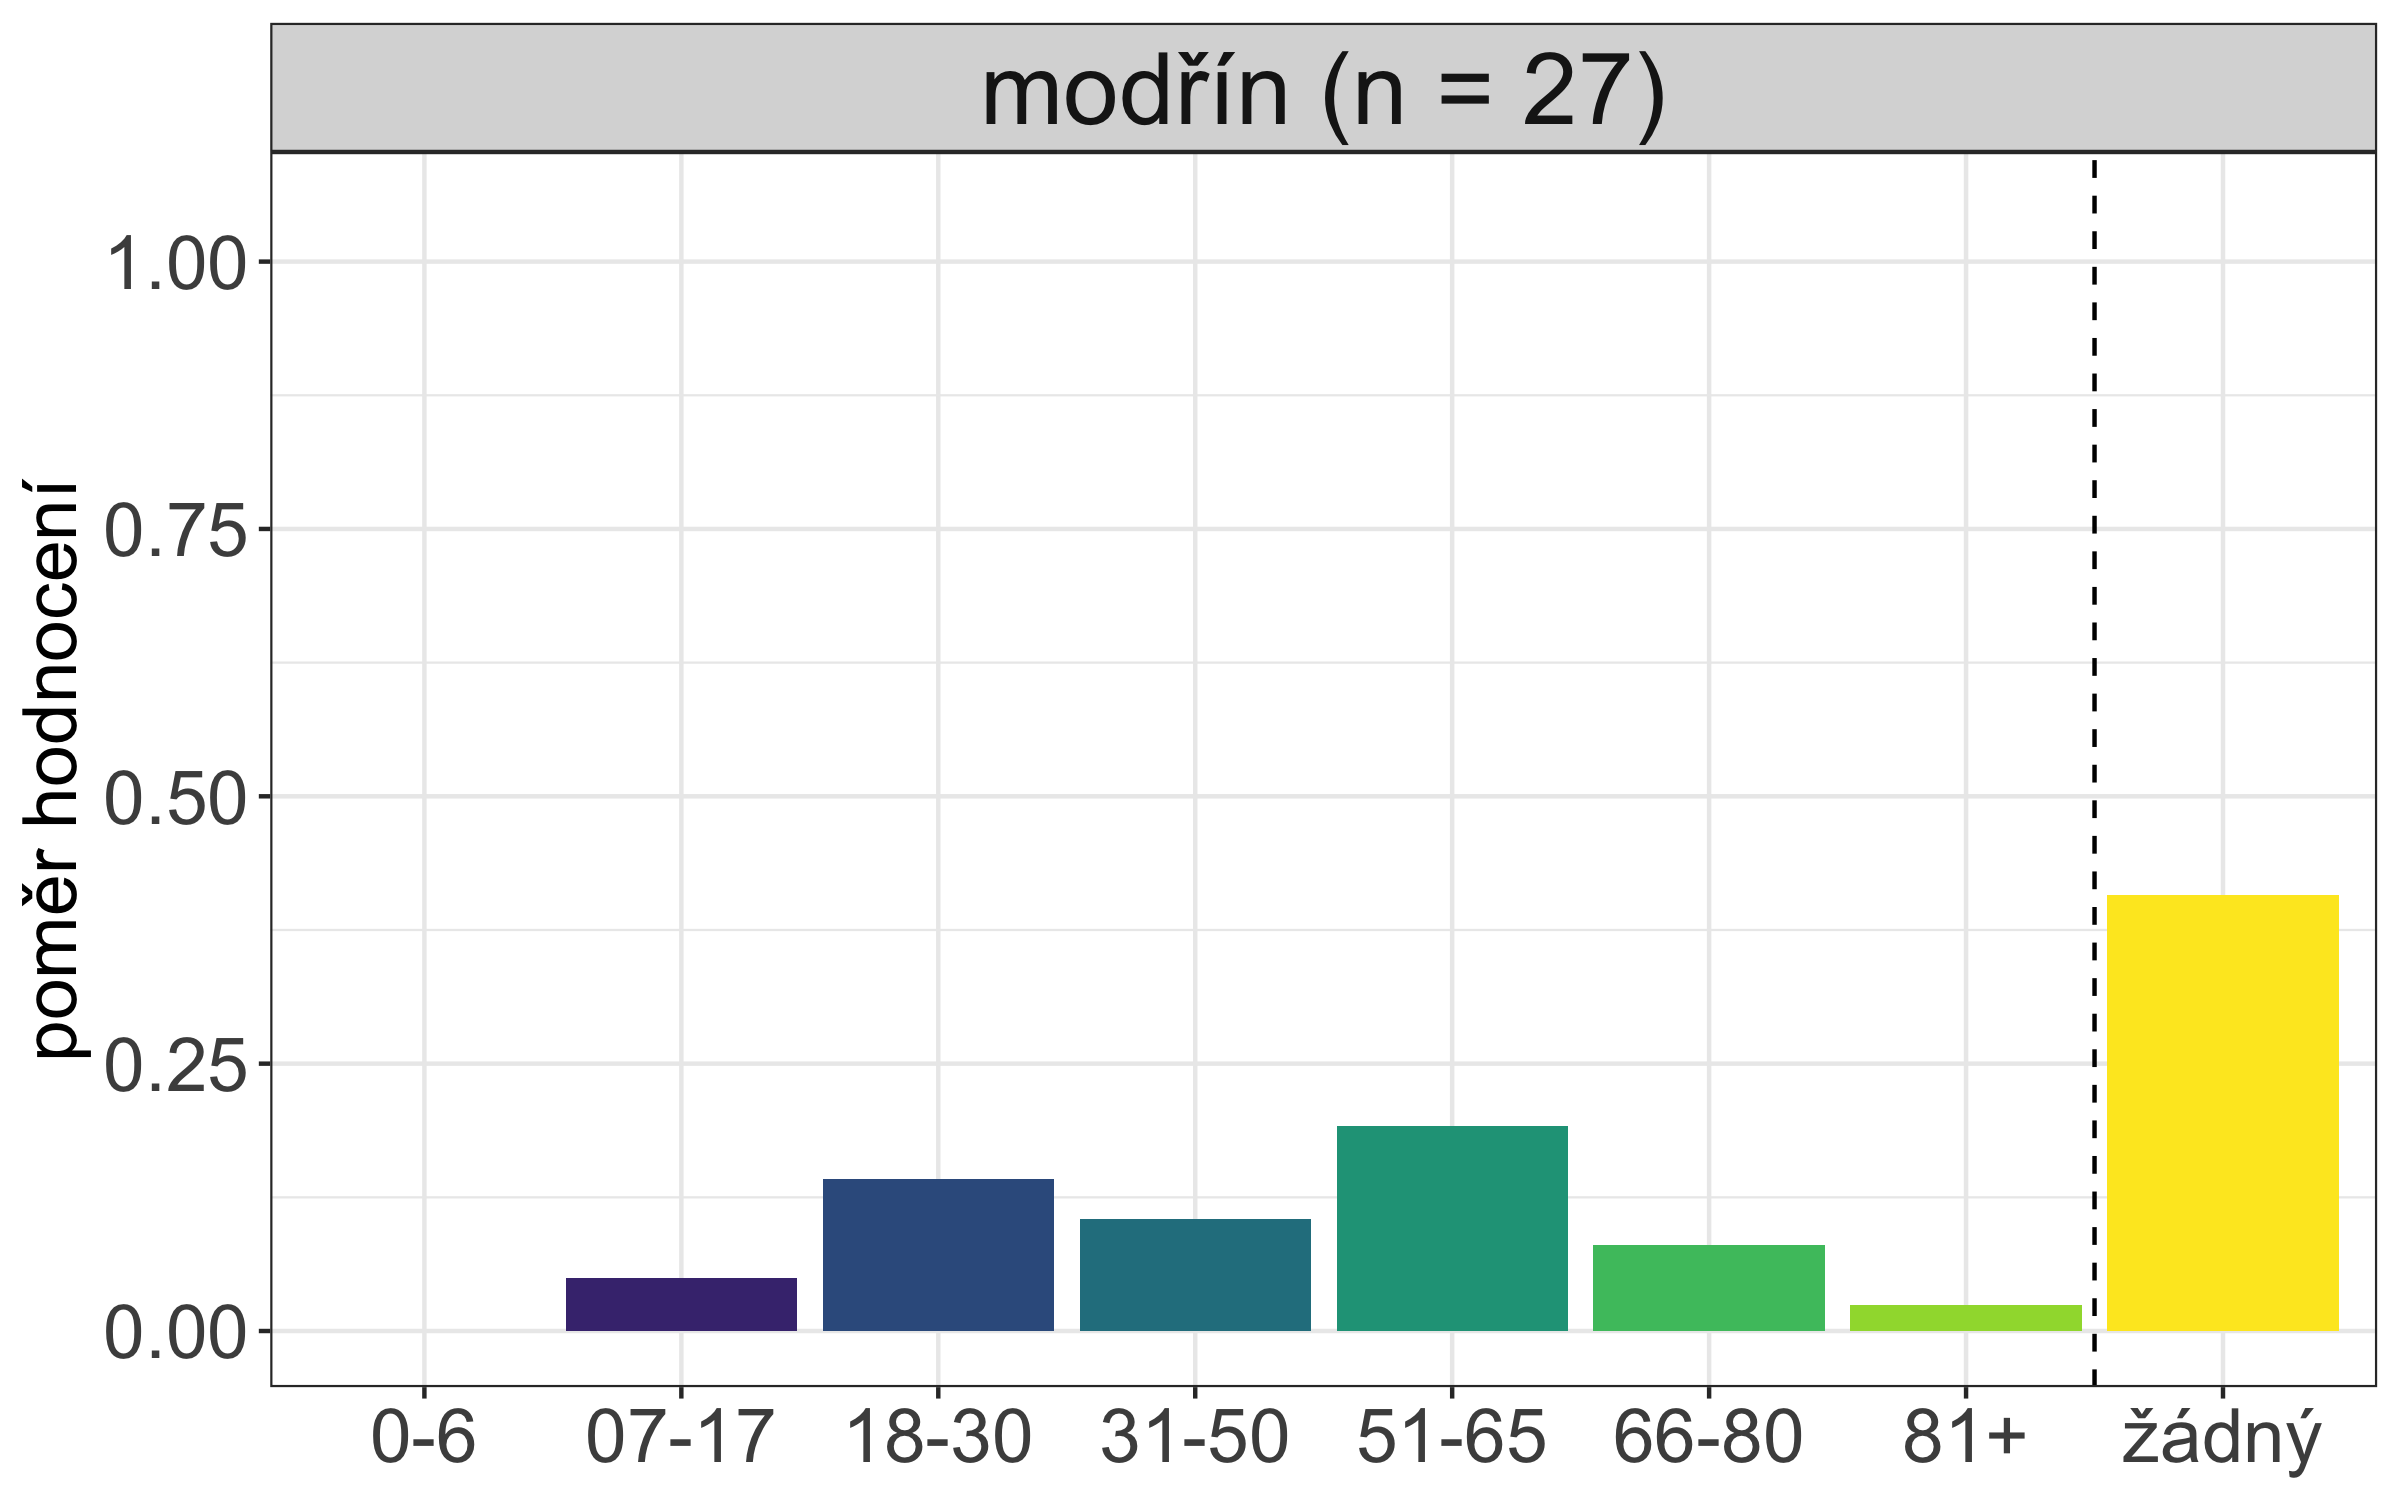 modřín (n = 27)
poměr hodnocení
1.00
0.75
0.50
0.25
0.00
0-6 07-17 18-30 31-50 51-65 66-80 81+ žádný